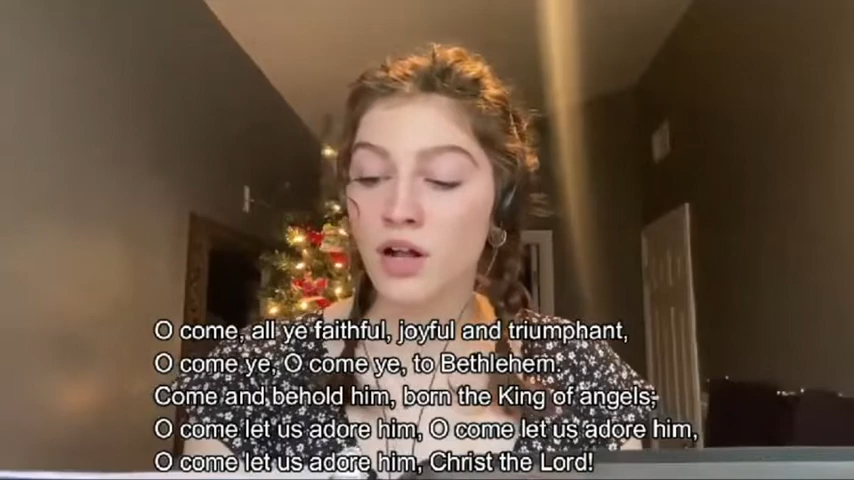 O come, all ye faithful, joyful and triumphant,
O come ye, O come ye, to Bethlehem.
Come and behold him, born the King of angels;
O come let us adore him, O come let us adore him,
O come let us adore him, Christ the Lord!